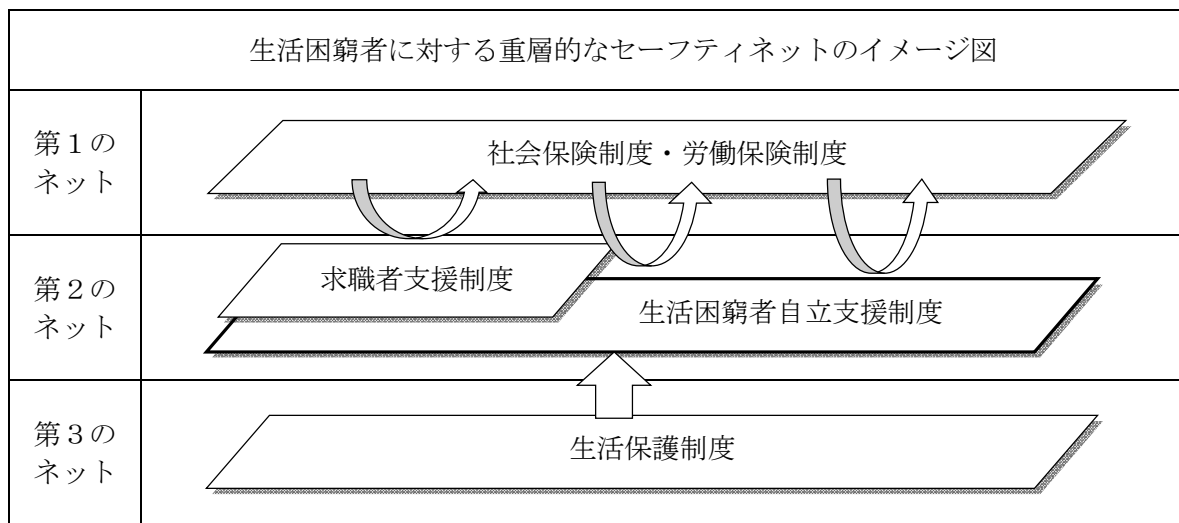 生活困窮者に対する重層的なセーフティネットのイメージ図
第１の
ネット
社会保険制度・労働保険制度
第２の
ネット
求職者支援制度
生活困窮者自立支援制度
第３の
ネット
生活保護制度